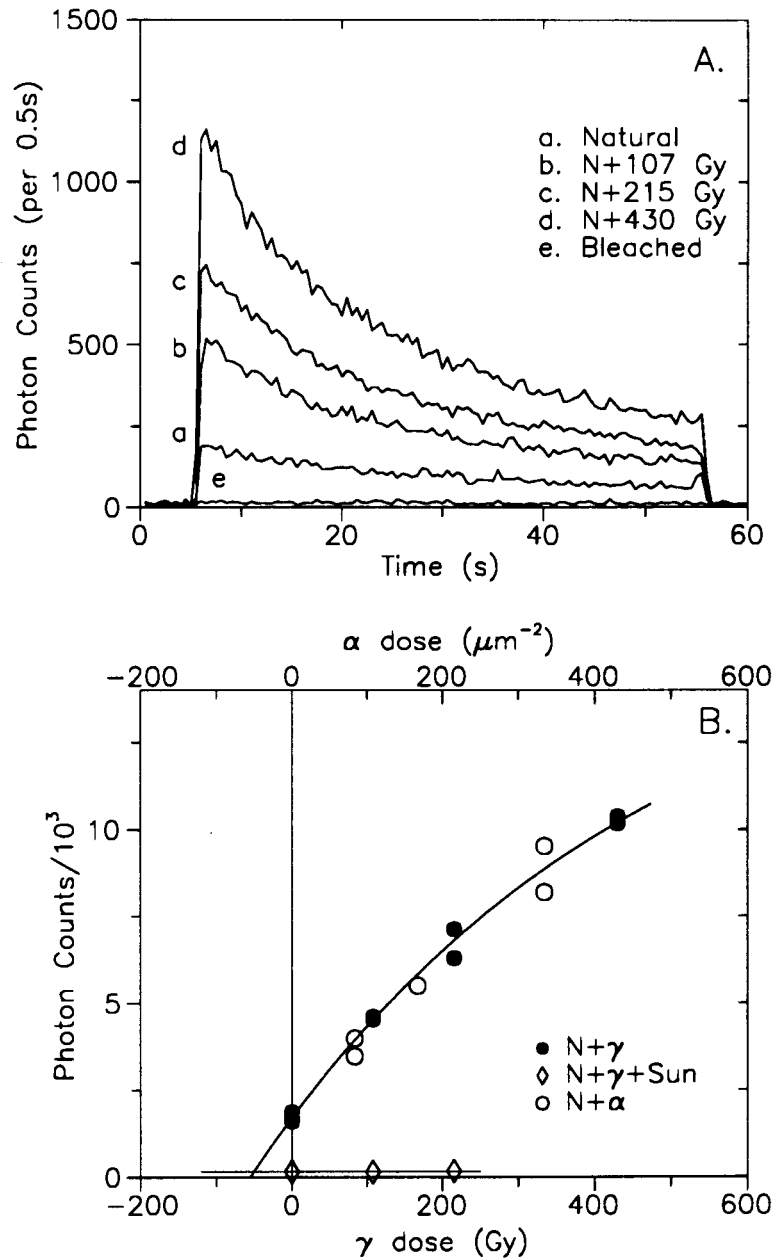 A.
1500
1000
500
0
Photon Counts (per 0.5s)
a. Natural
b. N+107 Gy
c. N+215 Gy
d. N+430 Gy
e. Bleached
d
c
b
a
e
0
20
40
60
Time (s)
α dose (μm⁻²)
−200
0
200
400
600
B.
10
5
0
Photon Counts/10³
N+γ
N+γ+Sun
N+α
−200
0
200
400
600
γ dose (Gy)